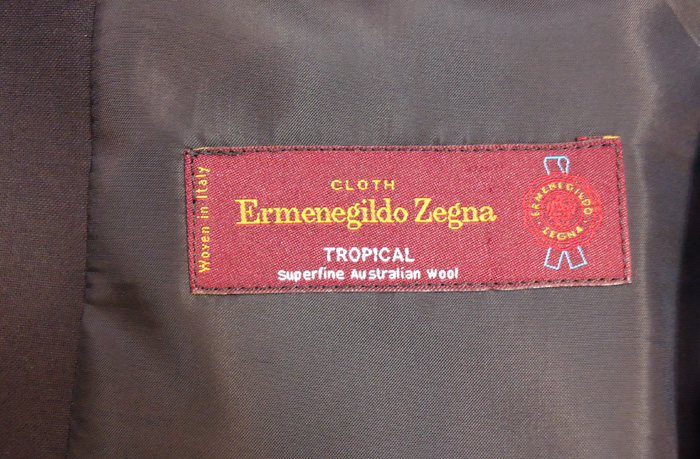 Woven in Italy
CLOTH
Ermenegildo Zegna
TROPICAL
Superfine Australian Wool
ERMENEGILDO
ZEGNA